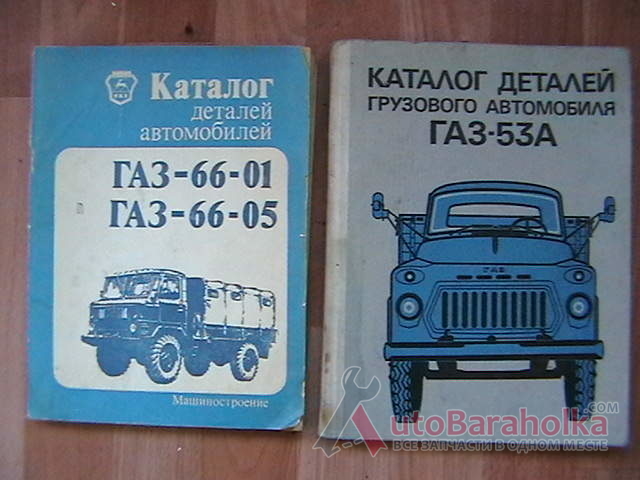 Каталог
деталей
автомобилей
ГАЗ-66-01
ГАЗ-66-05
Машиностроение
КАТАЛОГ ДЕТАЛЕЙ
ГРУЗОВОГО АВТОМОБИЛЯ
ГАЗ-53А
ГАЗ
AutoBaraholka.com
ВСЕ ЗАПЧАСТИ В ОДНОМ МЕСТЕ